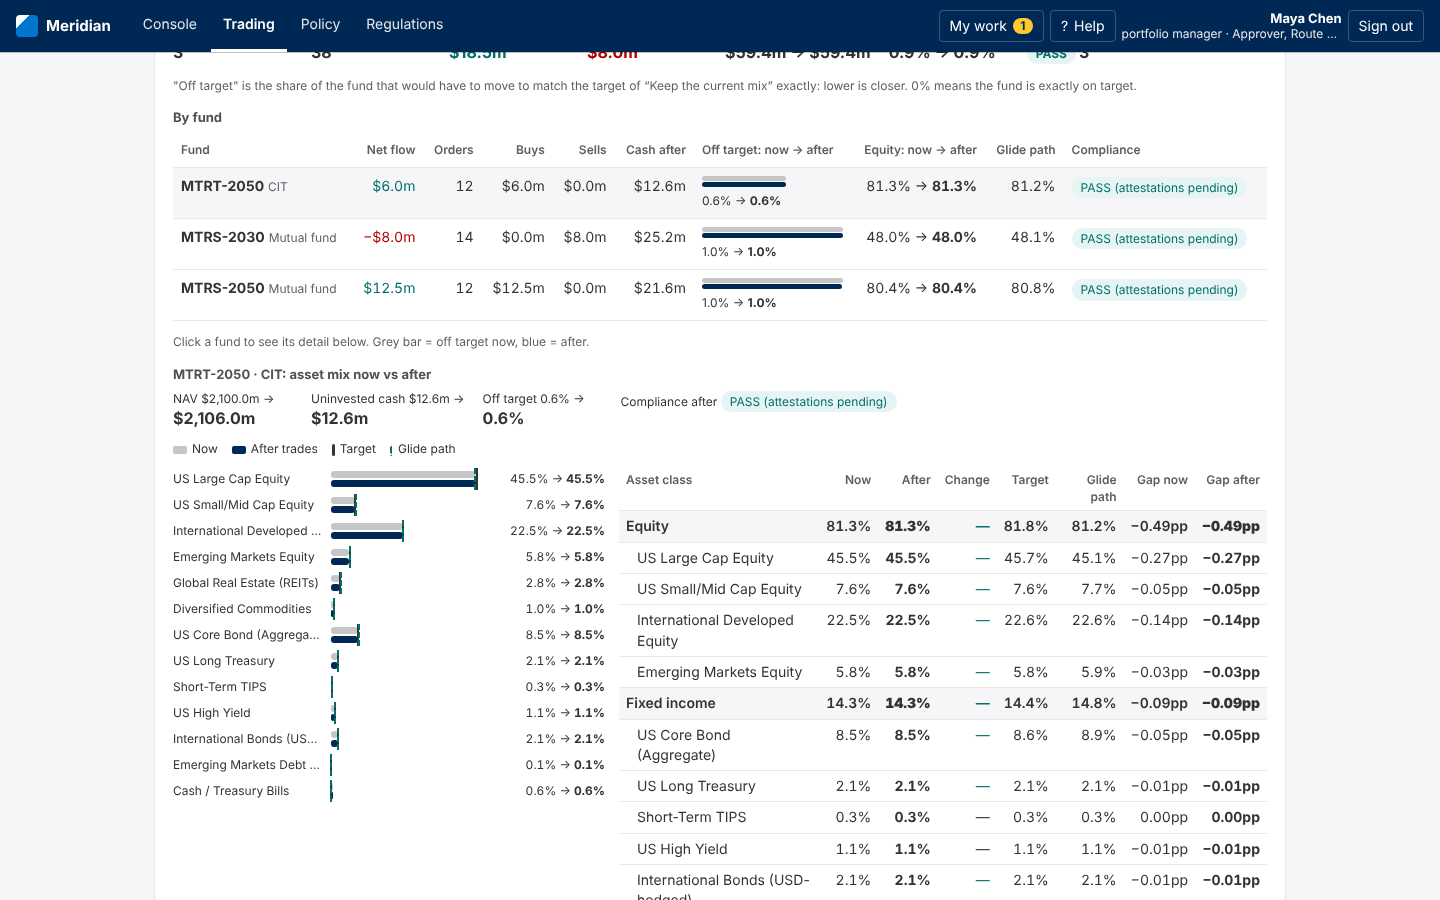 Meridian
Console
Trading
Policy
Regulations
My work 1
? Help
Maya Chen
portfolio manager · Approver, Route ...
Sign out
3 38 $18.5m $8.0m $59.4m → $59.4m 0.9% → 0.9% PASS 3
"Off target" is the share of the fund that would have to move to match the target of “Keep the current mix” exactly: lower is closer. 0% means the fund is exactly on target.
By fund
Fund Net flow Orders Buys Sells Cash after Off target: now → after Equity: now → after Glide path Compliance
MTRT-2050 CIT $6.0m 12 $6.0m $0.0m $12.6m 81.3% → 81.3% 81.2% PASS (attestations pending)
0.6% → 0.6%
MTRS-2030 Mutual fund −$8.0m 14 $0.0m $8.0m $25.2m 48.0% → 48.0% 48.1% PASS (attestations pending)
1.0% → 1.0%
MTRS-2050 Mutual fund $12.5m 12 $12.5m $0.0m $21.6m 80.4% → 80.4% 80.8% PASS (attestations pending)
1.0% → 1.0%
Click a fund to see its detail below. Grey bar = off target now, blue = after.
MTRT-2050 · CIT: asset mix now vs after
NAV $2,100.0m → Uninvested cash $12.6m → Off target 0.6% → Compliance after PASS (attestations pending)
$2,106.0m $12.6m 0.6%
Now After trades Target Glide path
US Large Cap Equity 45.5% → 45.5%
US Small/Mid Cap Equity 7.6% → 7.6%
International Developed ... 22.5% → 22.5%
Emerging Markets Equity 5.8% → 5.8%
Global Real Estate (REITs) 2.8% → 2.8%
Diversified Commodities 1.0% → 1.0%
US Core Bond (Aggrega... 8.5% → 8.5%
US Long Treasury 2.1% → 2.1%
Short-Term TIPS 0.3% → 0.3%
US High Yield 1.1% → 1.1%
International Bonds (US... 2.1% → 2.1%
Emerging Markets Debt ... 0.1% → 0.1%
Cash / Treasury Bills 0.6% → 0.6%
Asset class Now After Change Target Glide path Gap now Gap after
Equity 81.3% 81.3% — 81.8% 81.2% −0.49pp −0.49pp
US Large Cap Equity 45.5% 45.5% — 45.7% 45.1% −0.27pp −0.27pp
US Small/Mid Cap Equity 7.6% 7.6% — 7.6% 7.7% −0.05pp −0.05pp
International Developed Equity 22.5% 22.5% — 22.6% 22.6% −0.14pp −0.14pp
Emerging Markets Equity 5.8% 5.8% — 5.8% 5.9% −0.03pp −0.03pp
Fixed income 14.3% 14.3% — 14.4% 14.8% −0.09pp −0.09pp
US Core Bond (Aggregate) 8.5% 8.5% — 8.6% 8.9% −0.05pp −0.05pp
US Long Treasury 2.1% 2.1% — 2.1% 2.1% −0.01pp −0.01pp
Short-Term TIPS 0.3% 0.3% — 0.3% 0.3% 0.00pp 0.00pp
US High Yield 1.1% 1.1% — 1.1% 1.1% −0.01pp −0.01pp
International Bonds (USD-hedged) 2.1% 2.1% — 2.1% 2.1% −0.01pp −0.01pp